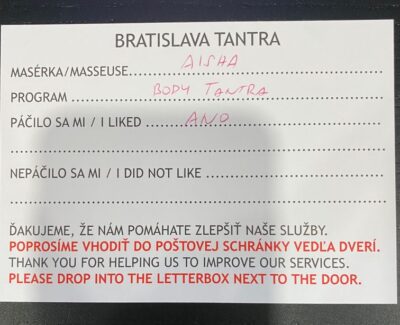 BRATISLAVA TANTRA
MASÉRKA/MASSEUSE.......AISHA.......
PROGRAM .......BODY TANTRA.......
PÁČILO SA MI / I LIKED .......ANO.......
NEPÁČILO SA MI / I DID NOT LIKE .......
ĎAKUJEME, ŽE NÁM POMÁHATE ZLEPŠIŤ NAŠE SLUŽBY.
POPROSÍME VHODIŤ DO POŠTOVEJ SCHRÁNKY VEDĽA DVERÍ.
THANK YOU FOR HELPING US TO IMPROVE OUR SERVICES.
PLEASE DROP INTO THE LETTERBOX NEXT TO THE DOOR.